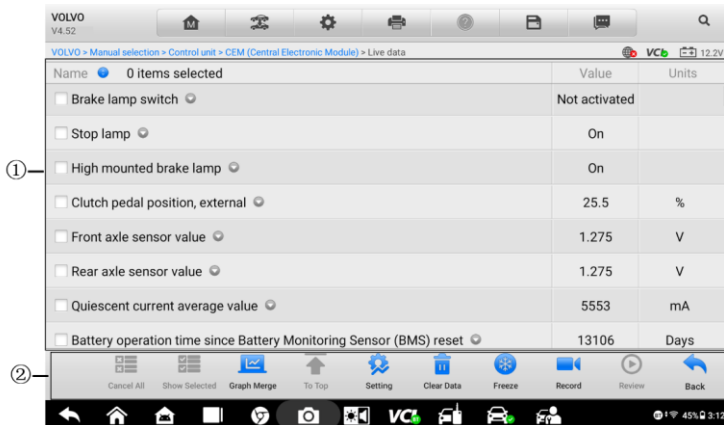 VOLVO
V4.52
VOLVO > Manual selection > Control unit > CEM (Central Electronic Module) > Live data
VCI 12.2V
Name 0 items selected Value Units
Brake lamp switch Not activated
Stop lamp On
① High mounted brake lamp On
Clutch pedal position, external 25.5 %
Front axle sensor value 1.275 V
Rear axle sensor value 1.275 V
Quiescent current average value 5553 mA
Battery operation time since Battery Monitoring Sensor (BMS) reset 13106 Days
②
Cancel All Show Selected Graph Merge To Top Setting Clear Data Freeze Record Review Back
VCI 45% 3:12